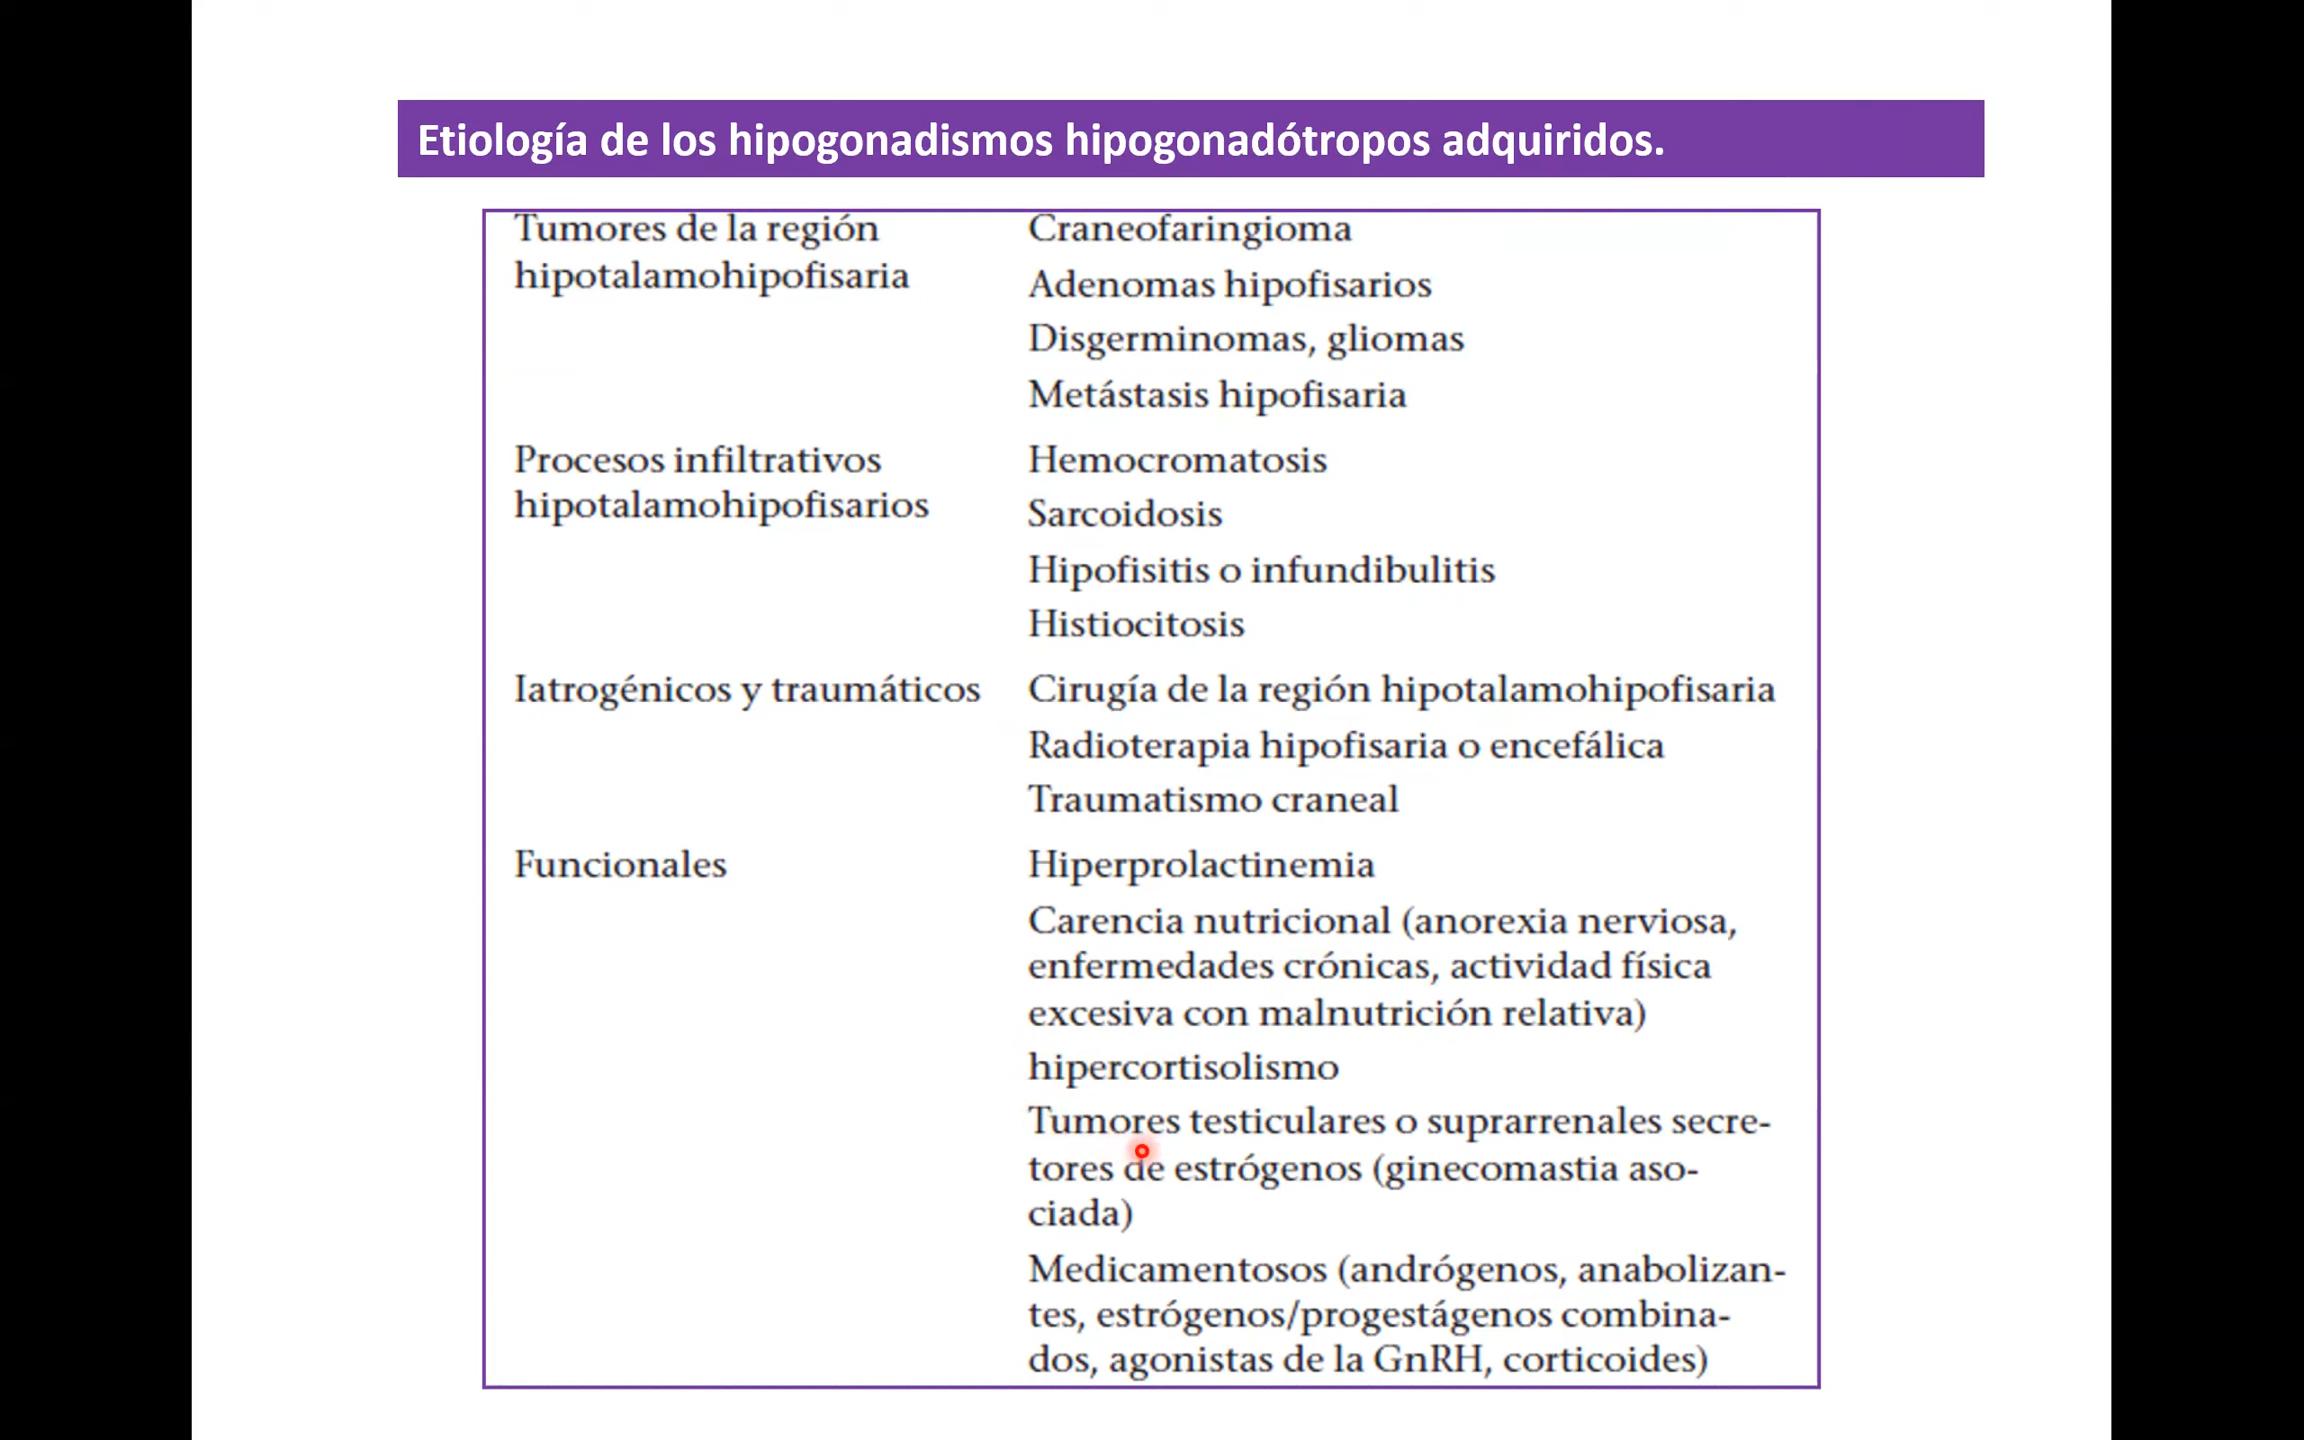 Etiología de los hipogonadismos hipogonadótropos adquiridos.
Tumores de la región
hipotalamohipofisaria
Craneofaringioma
Adenomas hipofisarios
Disgerminomas, gliomas
Metástasis hipofisaria
Procesos infiltrativos
hipotalamohipofisarios
Hemocromatosis
Sarcoidosis
Hipofisitis o infundibulitis
Histiocitosis
Iatrogénicos y traumáticos
Cirugía de la región hipotalamohipofisaria
Radioterapia hipofisaria o encefálica
Traumatismo craneal
Funcionales
Hiperprolactinemia
Carencia nutricional (anorexia nerviosa,
enfermedades crónicas, actividad física
excesiva con malnutrición relativa)
hipercortisolismo
Tumores testiculares o suprarrenales secre-
tores de estrógenos (ginecomastia aso-
ciada)
Medicamentosos (andrógenos, anabolizan-
tes, estrógenos/progestágenos combina-
dos, agonistas de la GnRH, corticoides)